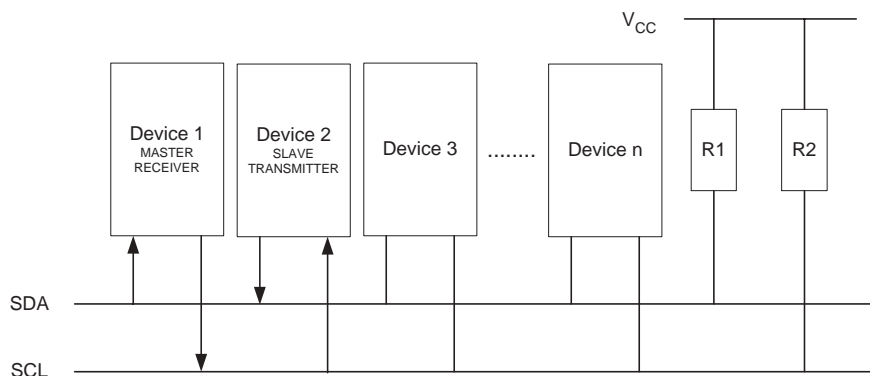 V_CC
Device 1
MASTER
RECEIVER
Device 2
SLAVE
TRANSMITTER
Device 3
........
Device n
R1
R2
SDA
SCL